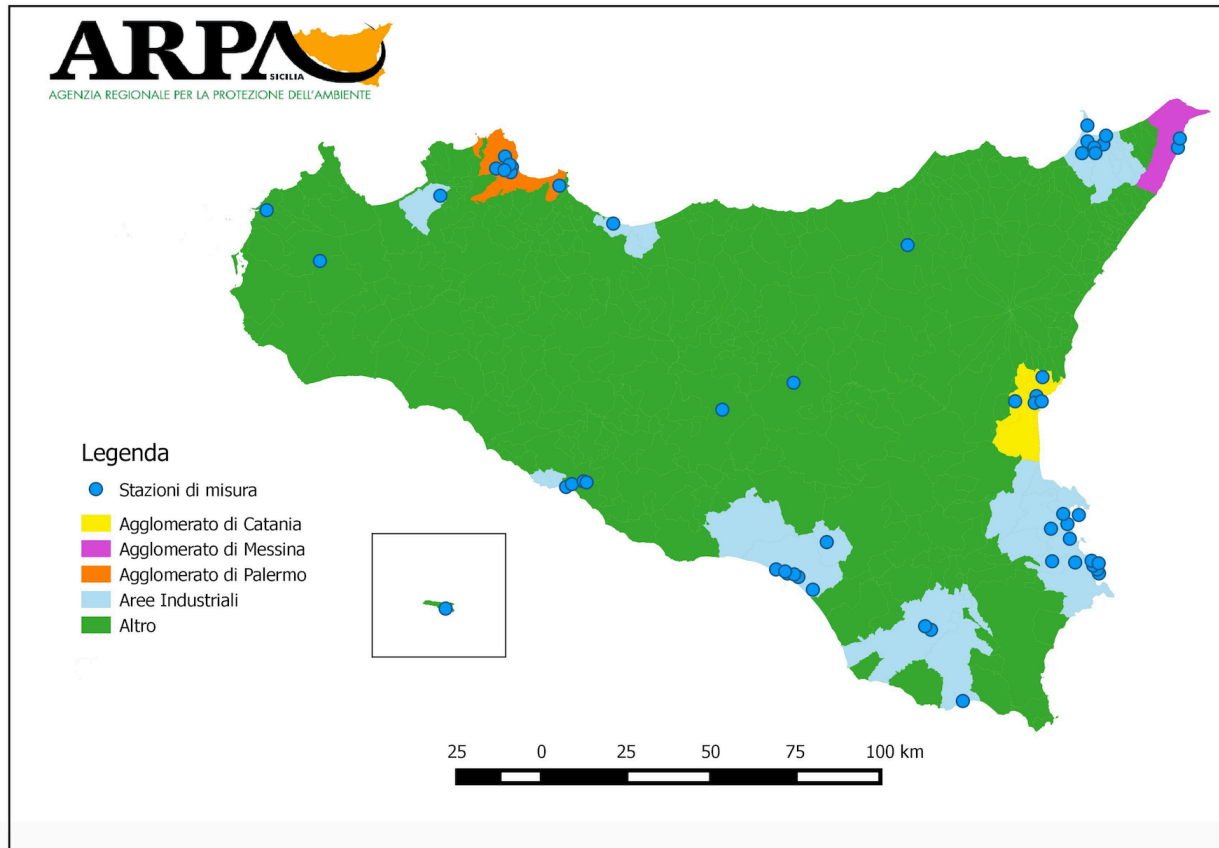 ARPA
SICILIA
AGENZIA REGIONALE PER LA PROTEZIONE DELL'AMBIENTE
Legenda
Stazioni di misura
Agglomerato di Catania
Agglomerato di Messina
Agglomerato di Palermo
Aree Industriali
Altro
25 0 25 50 75 100 km